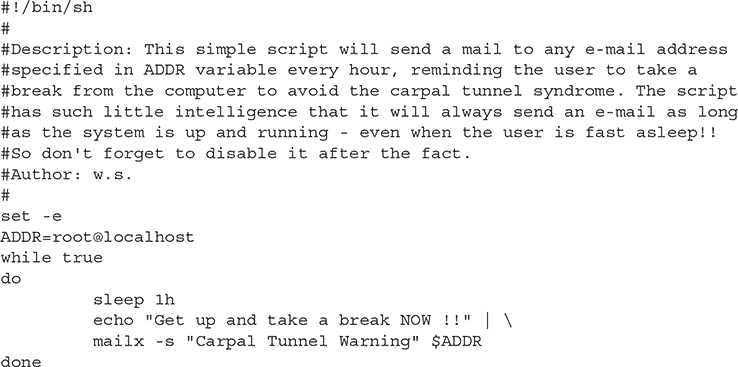 #!/bin/sh
#
#Description: This simple script will send a mail to any e-mail address
#specified in ADDR variable every hour, reminding the user to take a
#break from the computer to avoid the carpal tunnel syndrome. The script
#has such little intelligence that it will always send an e-mail as long
#as the system is up and running - even when the user is fast asleep!!
#So don't forget to disable it after the fact.
#Author: w.s.
#
set -e
ADDR=root@localhost
while true
do
sleep 1h
echo "Get up and take a break NOW !!" | \
mailx -s "Carpal Tunnel Warning" $ADDR
done